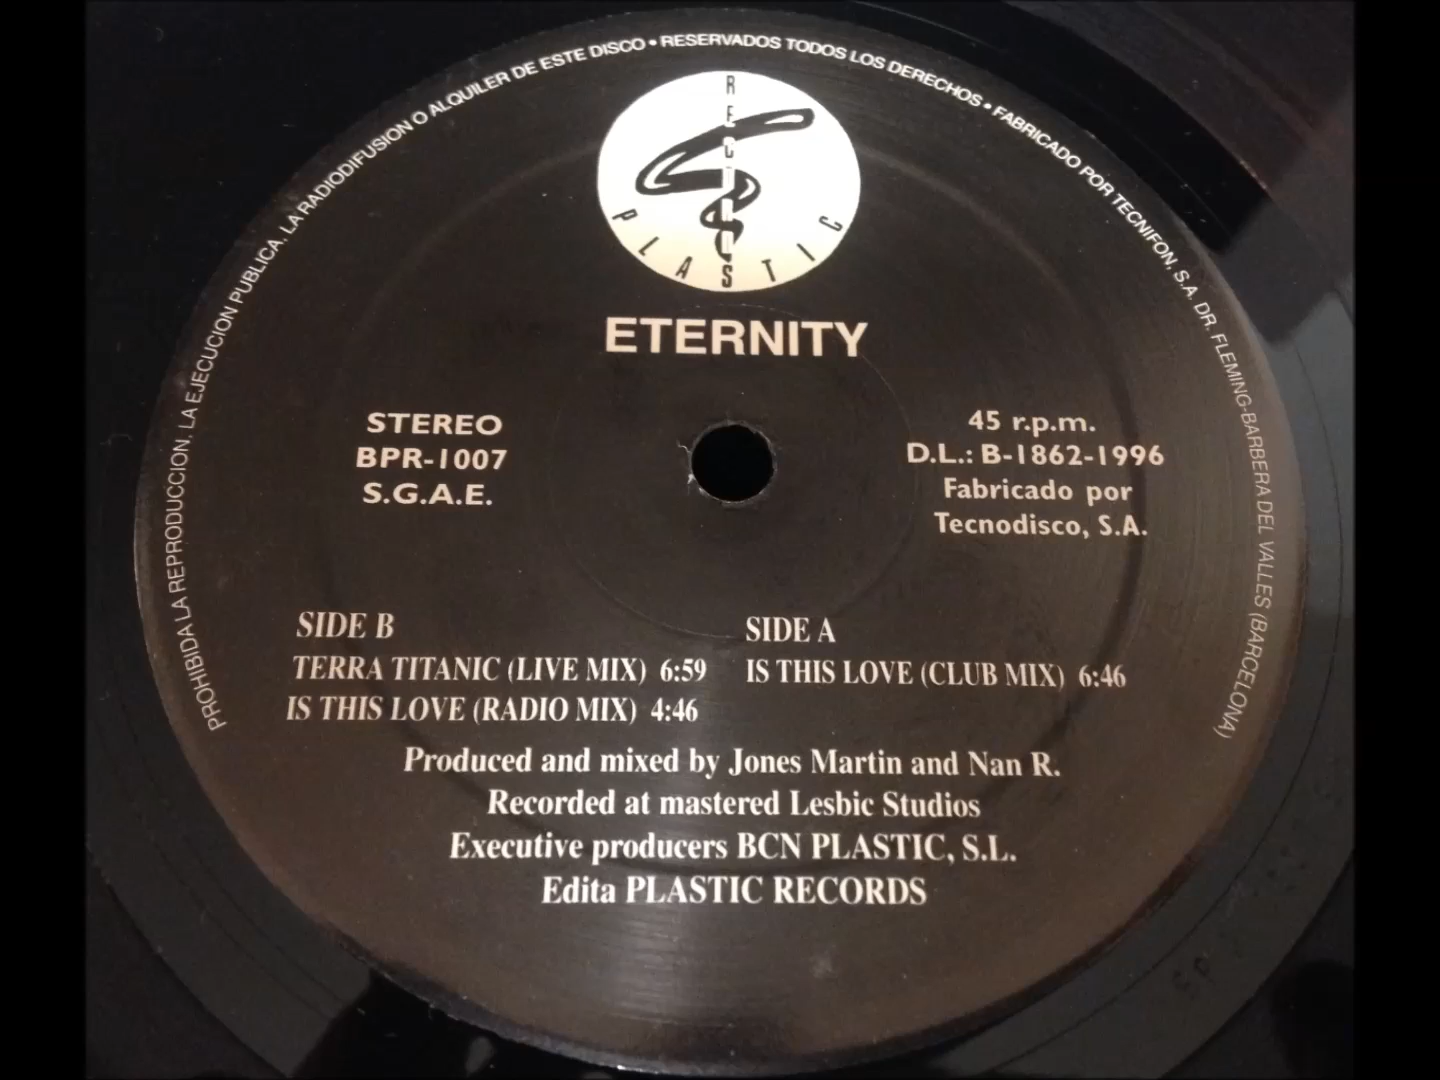 PROHIBIDA LA REPRODUCCION, LA EJECUCION PUBLICA, LA RADIODIFUSION O ALQUILER DE ESTE DISCO • RESERVADOS TODOS LOS DERECHOS • FABRICADO POR TECNIFON, S.A. DR. FLEMING-BARBERA DEL VALLES (BARCELONA)
RECORDS
PLASTIC
ETERNITY
STEREO
BPR-1007
S.G.A.E.
45 r.p.m.
D.L.: B-1862-1996
Fabricado por
Tecnodisco, S.A.
SIDE B
TERRA TITANIC (LIVE MIX) 6:59
IS THIS LOVE (RADIO MIX) 4:46
SIDE A
IS THIS LOVE (CLUB MIX) 6:46
Produced and mixed by Jones Martin and Nan R.
Recorded at mastered Lesbic Studios
Executive producers BCN PLASTIC, S.L.
Edita PLASTIC RECORDS